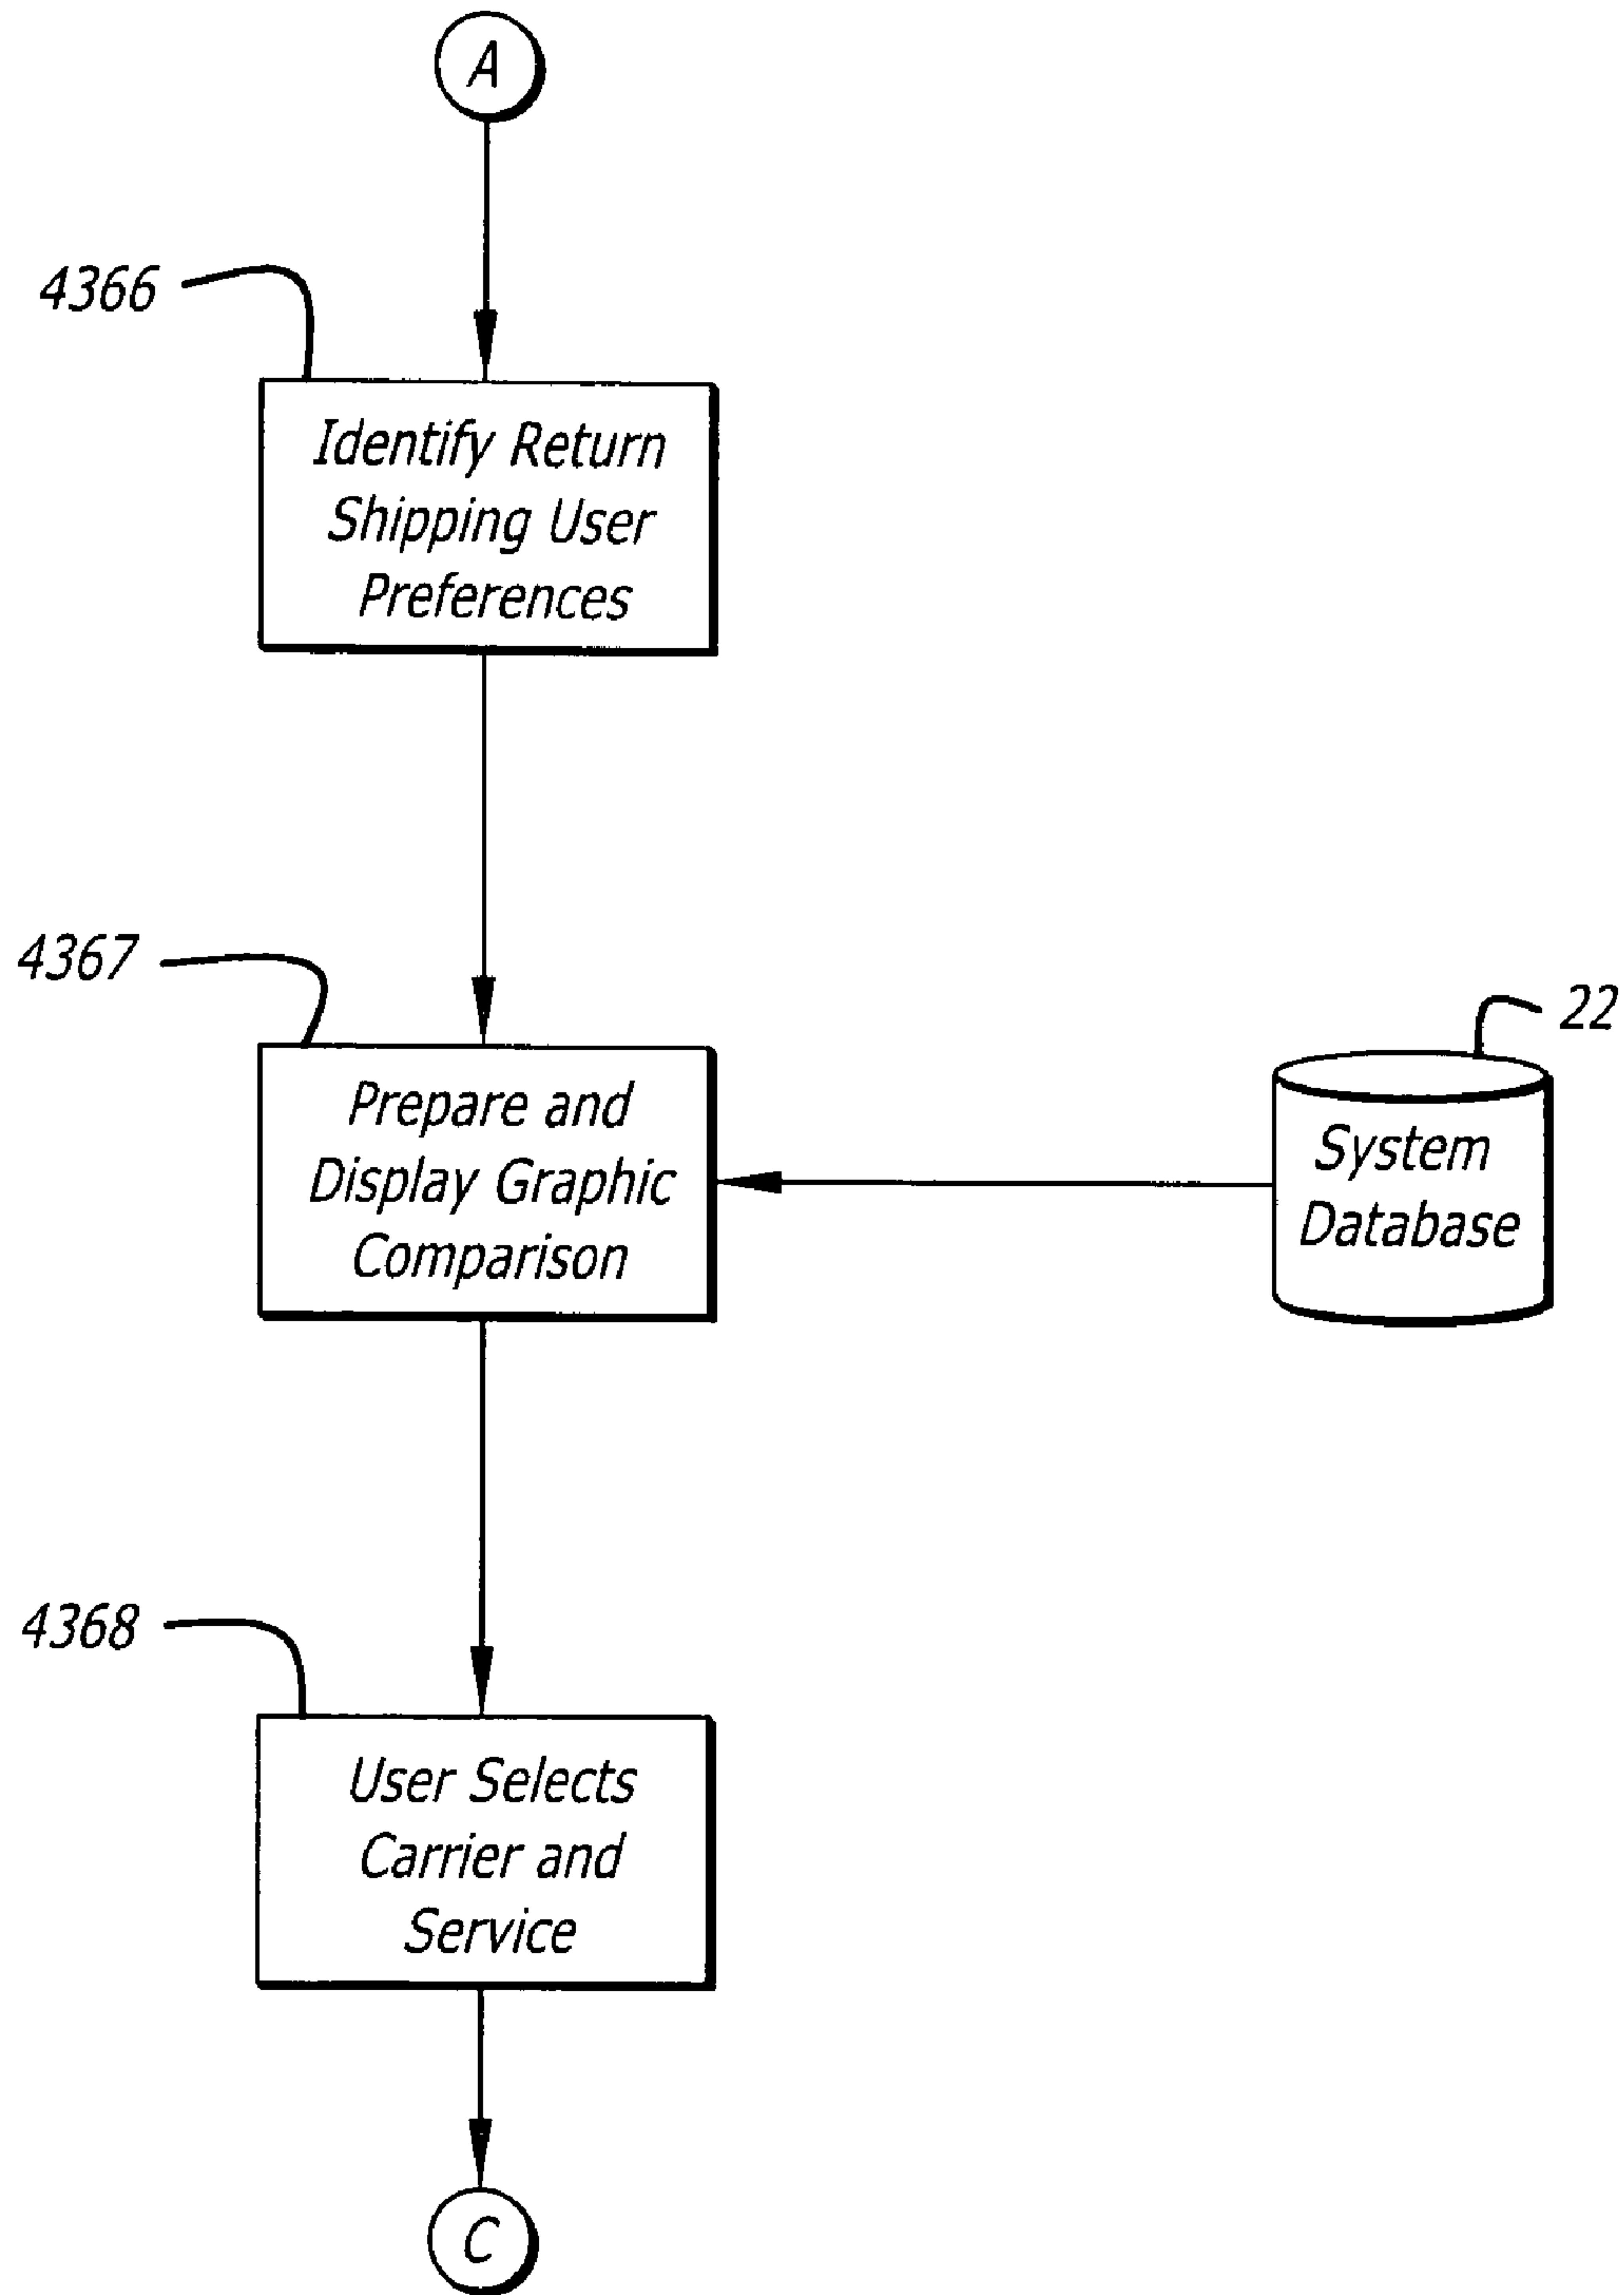 A
4366
Identify Return
Shipping User
Preferences
4367
Prepare and
Display Graphic
Comparison
22
System
Database
4368
User Selects
Carrier and
Service
C